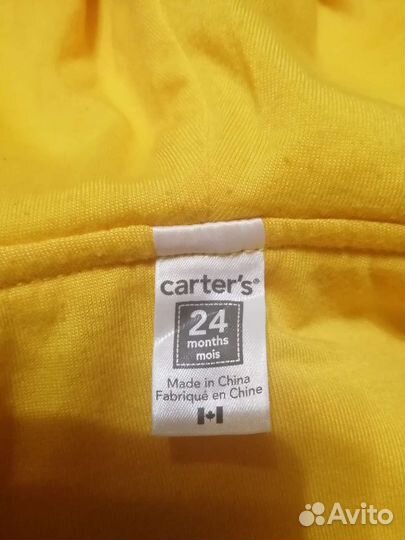 carter's®
24
months
mois
Made in China
Fabriqué en Chine
Avito